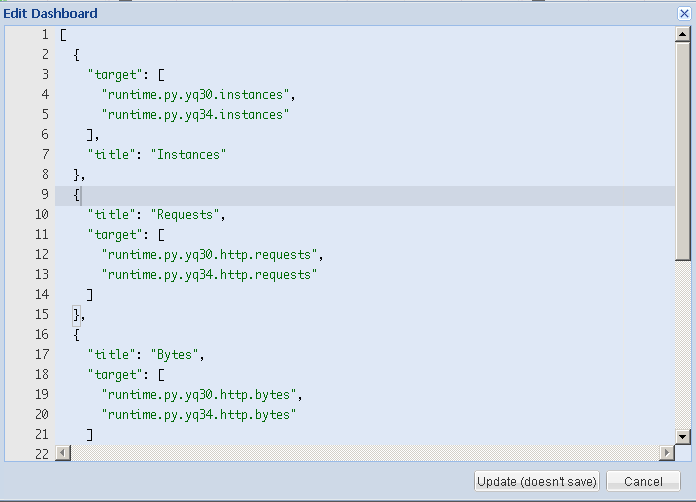 Edit Dashboard
1 [
2   {
3     "target": [
4       "runtime.py.yq30.instances",
5       "runtime.py.yq34.instances"
6     ],
7     "title": "Instances"
8   },
9   {
10     "title": "Requests",
11     "target": [
12       "runtime.py.yq30.http.requests",
13       "runtime.py.yq34.http.requests"
14     ]
15   },
16   {
17     "title": "Bytes",
18     "target": [
19       "runtime.py.yq30.http.bytes",
20       "runtime.py.yq34.http.bytes"
21     ]
22
Update (doesn't save) Cancel